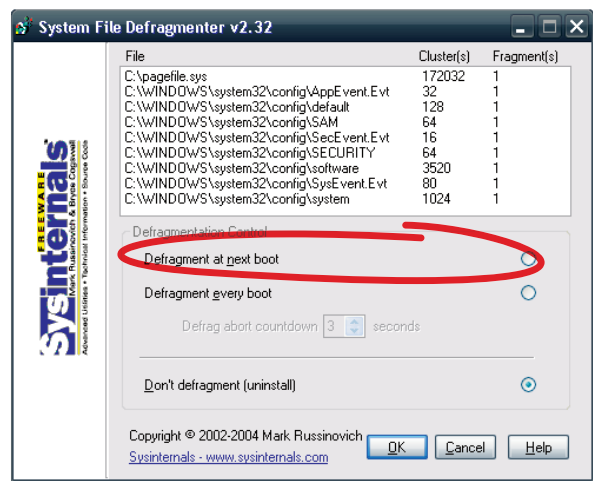 System File Defragmenter v2.32
File Cluster(s) Fragment(s)
C:\pagefile.sys 172032 1
C:\WINDOWS\system32\config\AppEvent.Evt 32 1
C:\WINDOWS\system32\config\default 128 1
C:\WINDOWS\system32\config\SAM 64 1
C:\WINDOWS\system32\config\SecEvent.Evt 16 1
C:\WINDOWS\system32\config\SECURITY 64 1
C:\WINDOWS\system32\config\software 3520 1
C:\WINDOWS\system32\config\SysEvent.Evt 80 1
C:\WINDOWS\system32\config\system 1024 1
FREEWARE
Sysinternals
Mark Russinovich & Bryce Cogswell
Advanced Utilities • Technical Information • Source Code
Defragmentation Control
Defragment at next boot
Defragment every boot
Defrag abort countdown 3 seconds
Don't defragment (uninstall)
Copyright © 2002-2004 Mark Russinovich
Sysinternals - www.sysinternals.com
OK Cancel Help